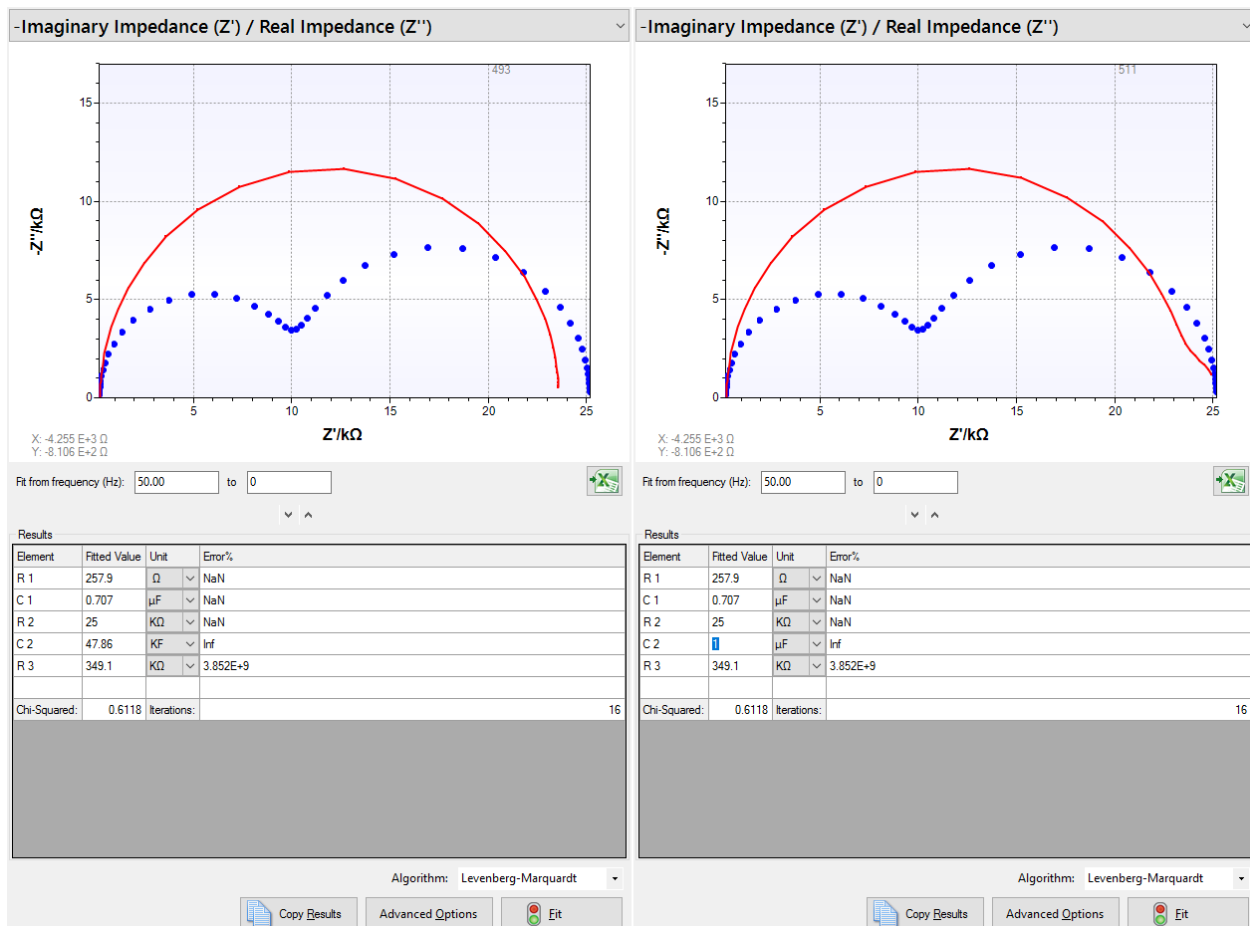 -Imaginary Impedance (Z') / Real Impedance (Z'')
493
15
10
5
0
-Z''/kΩ
5 10 15 20 25
Z'/kΩ
X: -4.255 E+3 Ω
Y: -8.106 E+2 Ω
Fit from frequency (Hz): 50.00 to 0
Results
Element Fitted Value Unit Error%
R 1 257.9 Ω NaN
C 1 0.707 µF NaN
R 2 25 KΩ NaN
C 2 47.86 KF Inf
R 3 349.1 KΩ 3.852E+9
Chi-Squared: 0.6118 Iterations: 16
Algorithm: Levenberg-Marquardt
Copy Results Advanced Options Fit
-Imaginary Impedance (Z') / Real Impedance (Z'')
511
15
10
5
0
-Z''/kΩ
5 10 15 20 25
Z'/kΩ
X: -4.255 E+3 Ω
Y: -8.106 E+2 Ω
Fit from frequency (Hz): 50.00 to 0
Results
Element Fitted Value Unit Error%
R 1 257.9 Ω NaN
C 1 0.707 µF NaN
R 2 25 KΩ NaN
C 2 1 µF Inf
R 3 349.1 KΩ 3.852E+9
Chi-Squared: 0.6118 Iterations: 16
Algorithm: Levenberg-Marquardt
Copy Results Advanced Options Fit